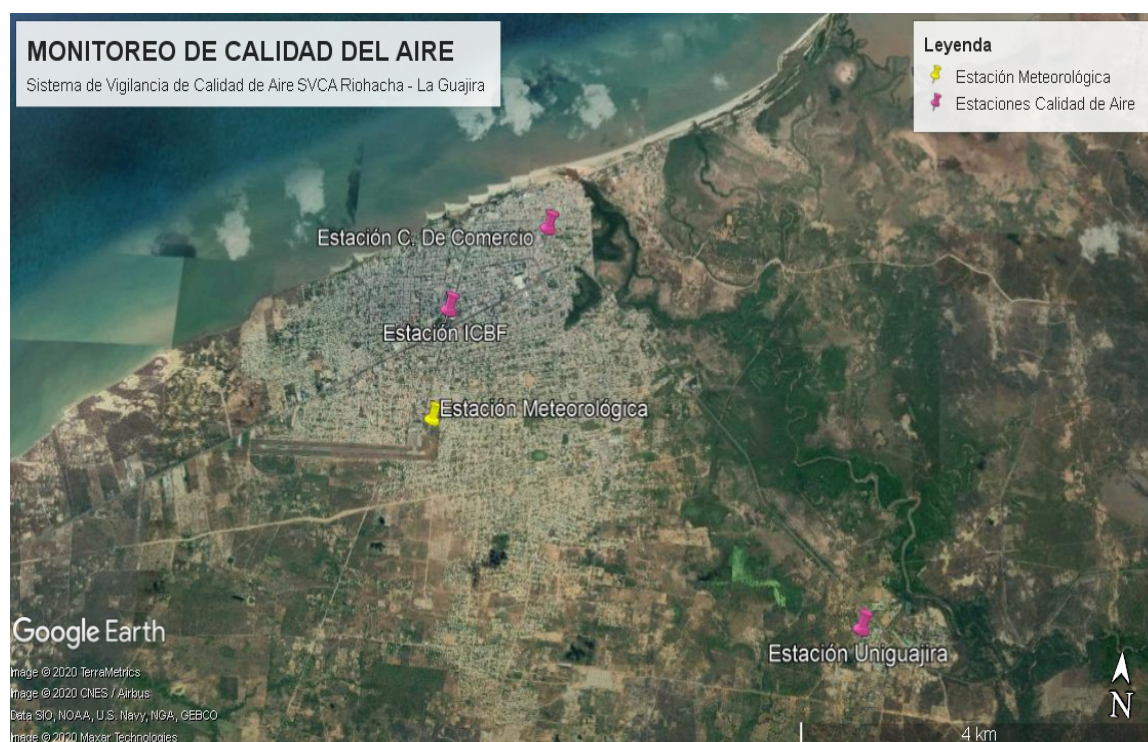 MONITOREO DE CALIDAD DEL AIRE
Sistema de Vigilancia de Calidad de Aire SVCA Riohacha - La Guajira
Leyenda
Estación Meteorológica
Estaciones Calidad de Aire
Estación C. De Comercio
Estación ICBF
Estación Meteorológica
Estación Uniguajira
Google Earth
Image © 2020 TerraMetrics
Image © 2020 CNES / Airbus
Data SIO, NOAA, U.S. Navy, NGA, GEBCO
Image © 2020 Maxar Technologies
N
4 km